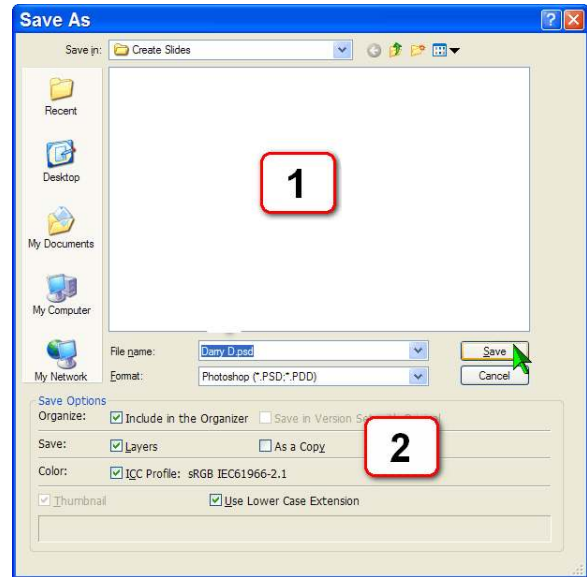 Save As
Save in: Create Slides
Recent
Desktop
My Documents
My Computer
My Network
1
File name: Darry D.psd Save
Format: Photoshop (*.PSD;*.PDD) Cancel
Save Options
Organize: Include in the Organizer Save in Version Set
2
Save: Layers As a Copy
Color: ICC Profile: sRGB IEC61966-2.1
Thumbnail Use Lower Case Extension